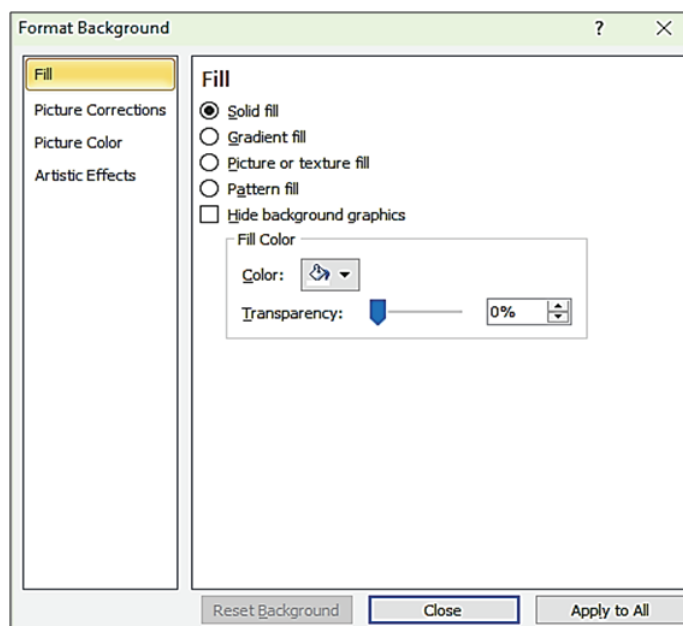 Format Background ?
Fill
Picture Corrections
Picture Color
Artistic Effects
Fill
Solid fill
Gradient fill
Picture or texture fill
Pattern fill
Hide background graphics
Fill Color
Color:
Transparency: 0%
Reset Background Close Apply to All